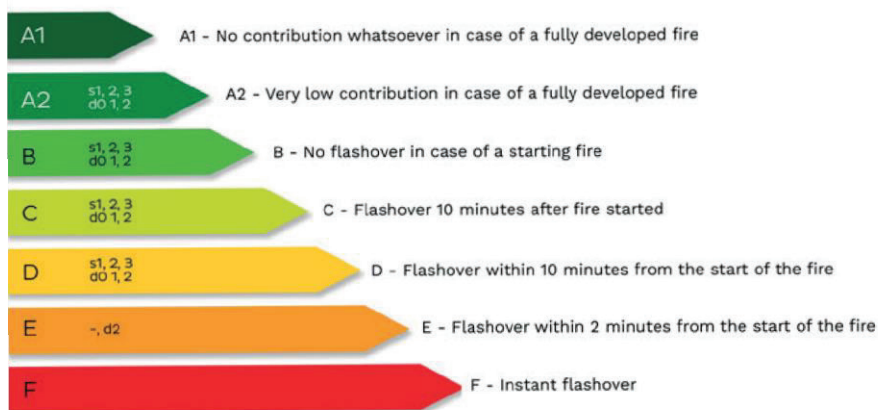 A1
A1 - No contribution whatsoever in case of a fully developed fire
A2
s1, 2, 3
d0 1, 2
A2 - Very low contribution in case of a fully developed fire
B
s1, 2, 3
d0 1, 2
B - No flashover in case of a starting fire
C
s1, 2, 3
d0 1, 2
C - Flashover 10 minutes after fire started
D
s1, 2, 3
d0 1, 2
D - Flashover within 10 minutes from the start of the fire
E
-, d2
E - Flashover within 2 minutes from the start of the fire
F
F - Instant flashover